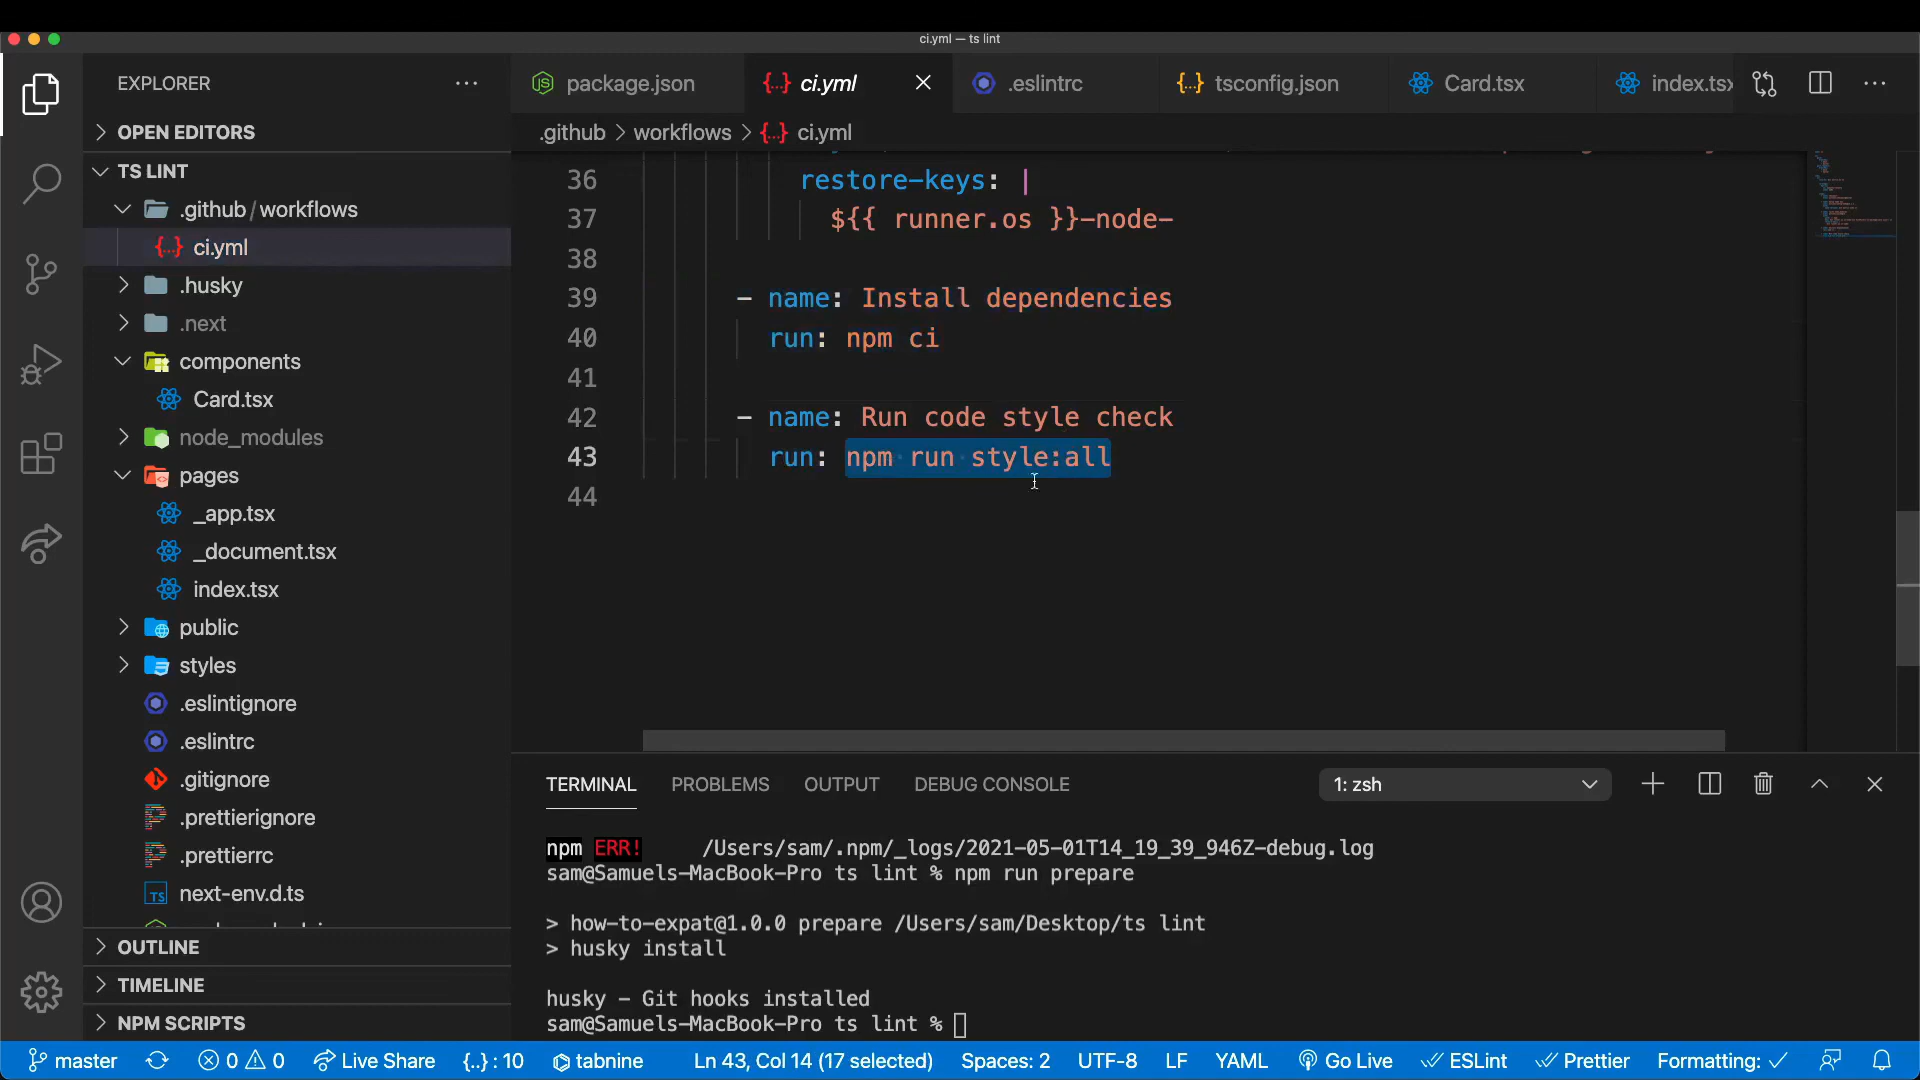 ci.yml — ts lint
EXPLORER
OPEN EDITORS
TS LINT
.github/workflows
ci.yml
.husky
.next
components
Card.tsx
node_modules
pages
_app.tsx
_document.tsx
index.tsx
public
styles
.eslintignore
.eslintrc
.gitignore
.prettierignore
.prettierrc
next-env.d.ts
OUTLINE
TIMELINE
NPM SCRIPTS
package.json
ci.yml
.eslintrc
tsconfig.json
Card.tsx
index.tsx
.github > workflows > ci.yml
36 restore-keys: |
37 ${{ runner.os }}-node-
38
39 - name: Install dependencies
40 run: npm ci
41
42 - name: Run code style check
43 run: npm run style:all
44
TERMINAL PROBLEMS OUTPUT DEBUG CONSOLE 1: zsh
npm ERR! /Users/sam/.npm/_logs/2021-05-01T14_19_39_946Z-debug.log
sam@Samuels-MacBook-Pro ts lint % npm run prepare
> how-to-expat@1.0.0 prepare /Users/sam/Desktop/ts lint
> husky install
husky - Git hooks installed
sam@Samuels-MacBook-Pro ts lint %
master 0 0 Live Share {..} : 10 tabnine Ln 43, Col 14 (17 selected) Spaces: 2 UTF-8 LF YAML Go Live ESLint Prettier Formatting: ✓